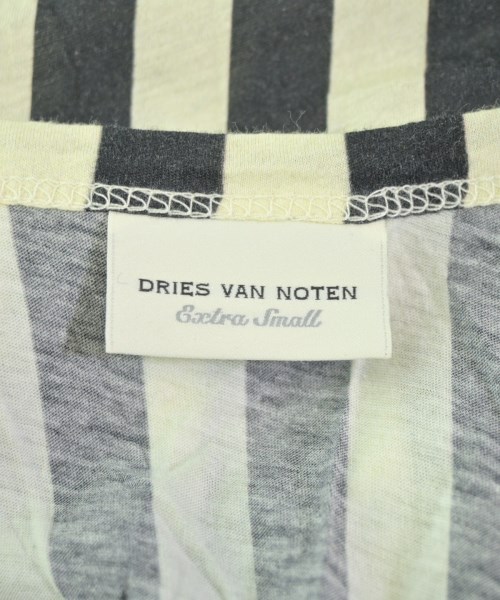 DRIES VAN NOTEN
Extra Small